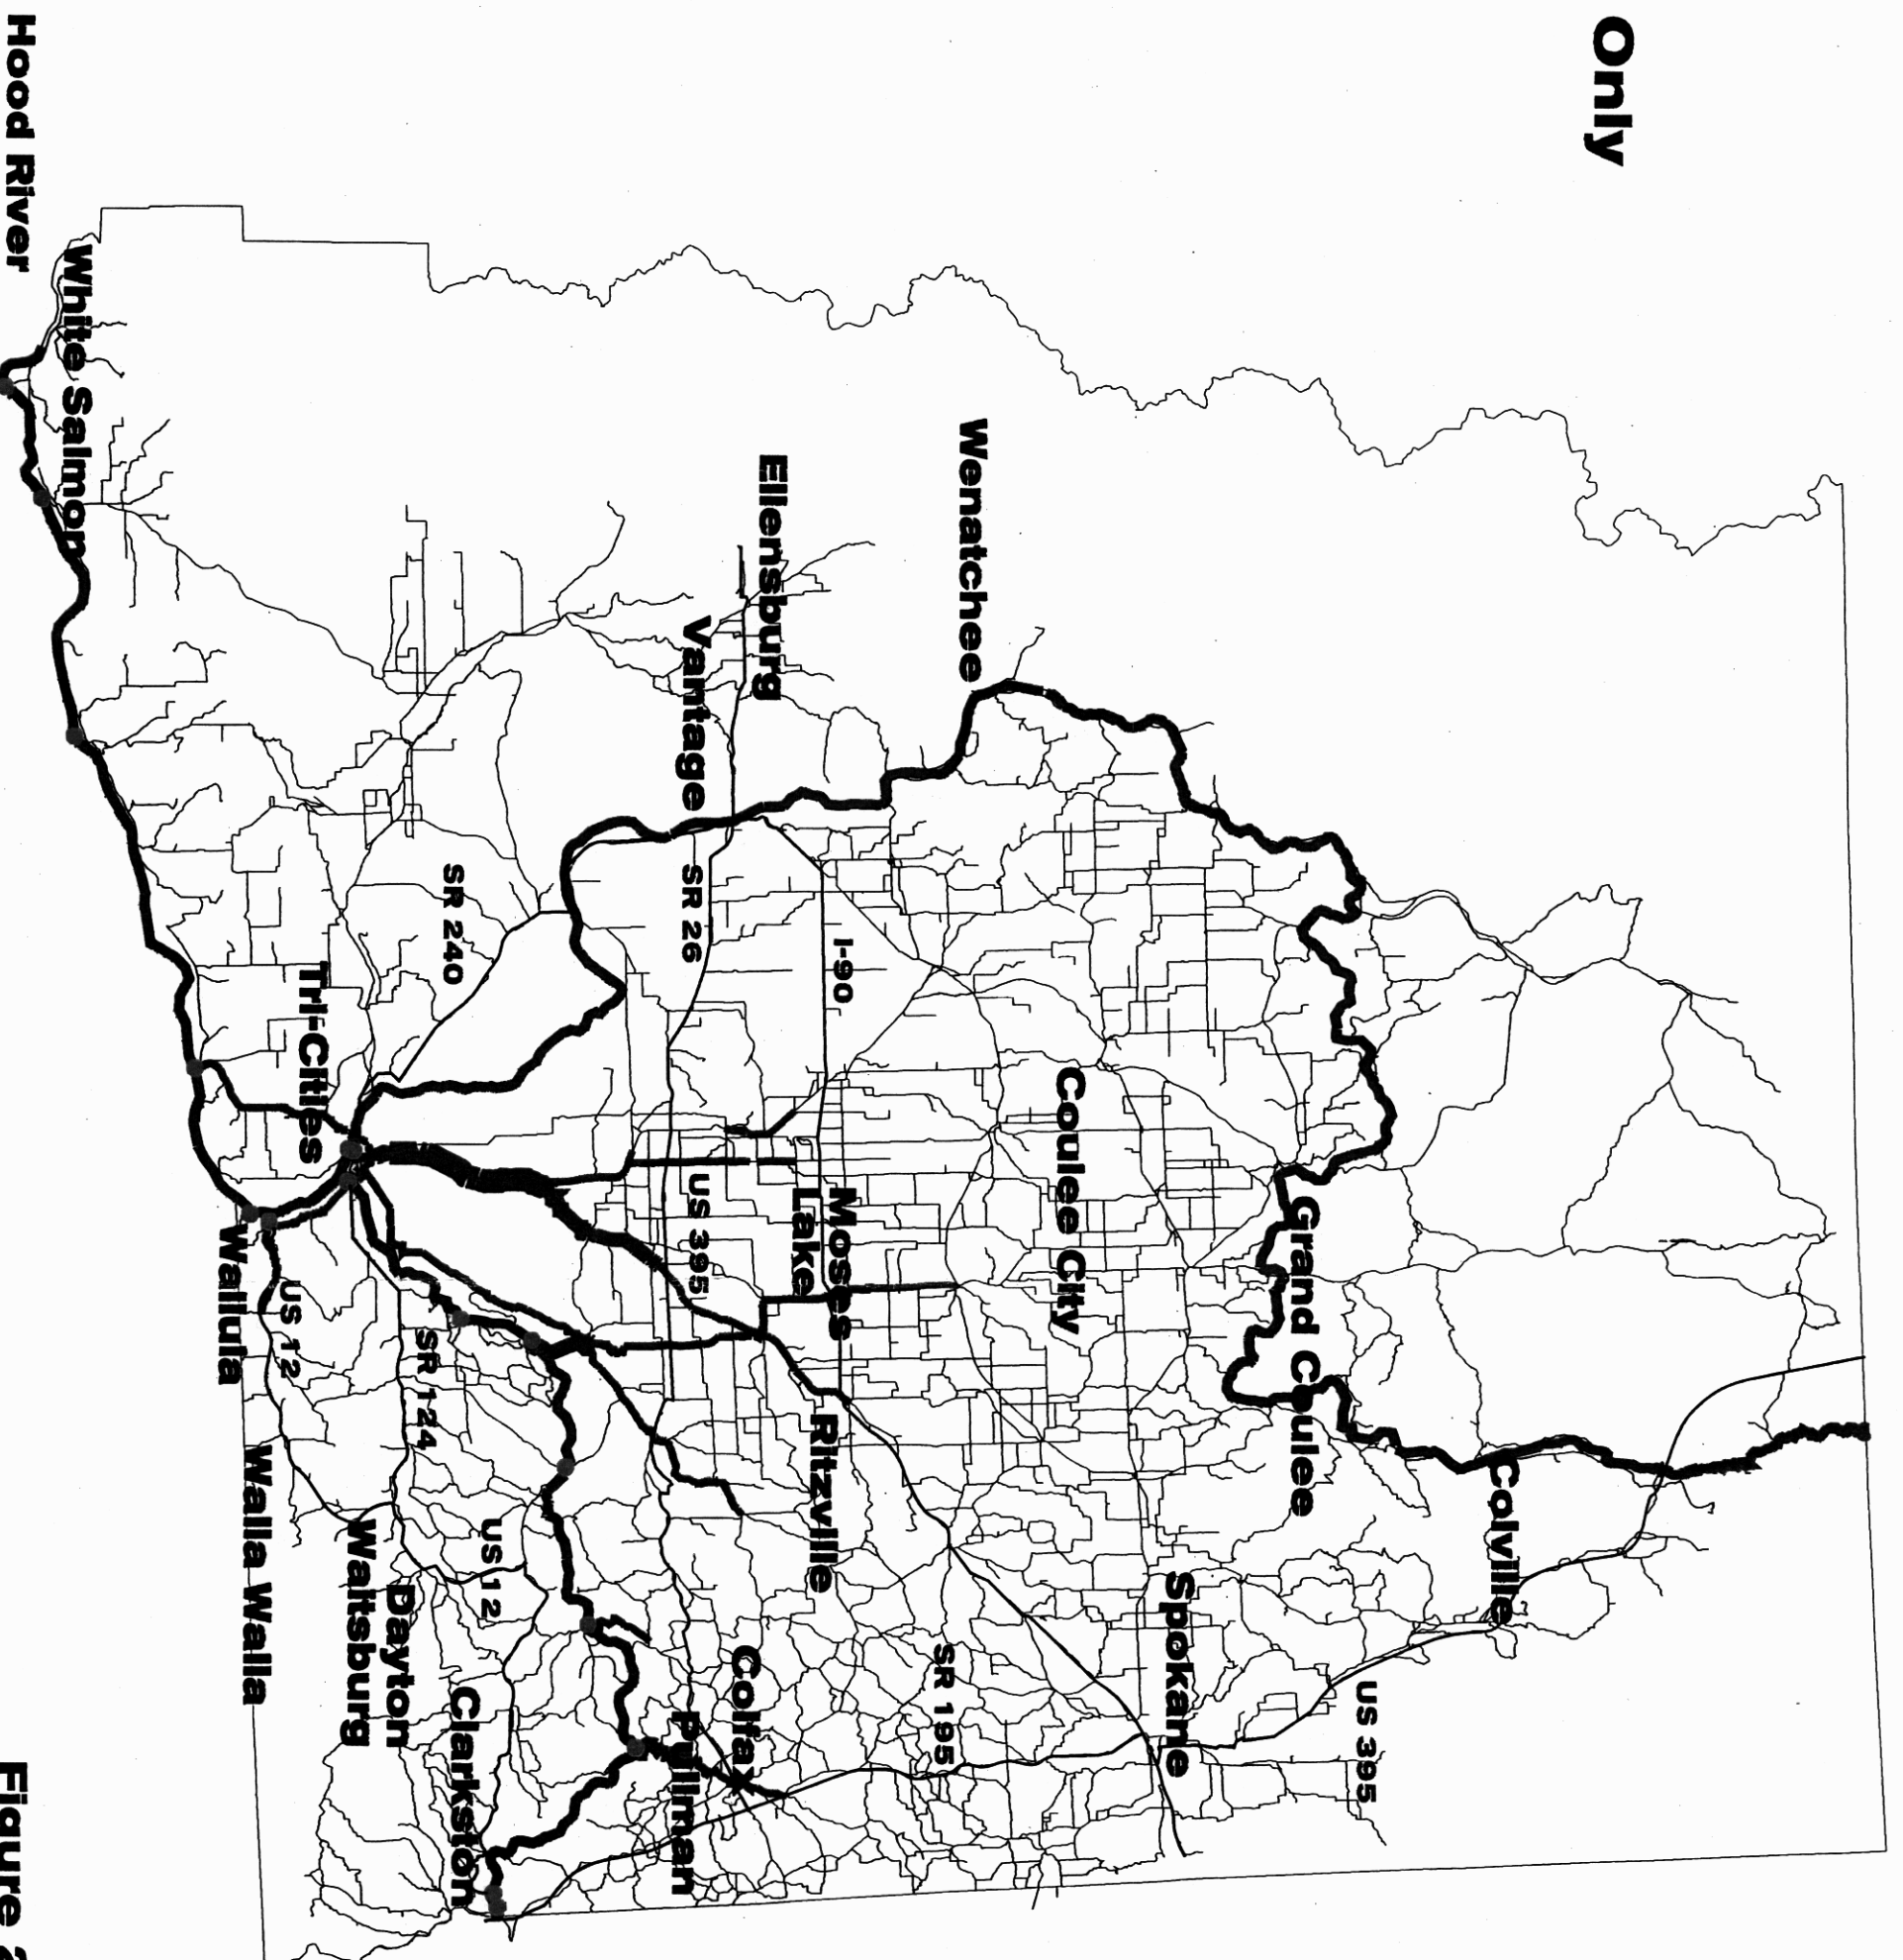 Only
Colville
US 395
Grand Coulee
Spokane
Coulee City
Wenatchee
SR 195
I-90
Moses
Lake
Ritzville
Ellensburg
Colfax
Vantage
SR 26
US 395
Pullman
US 12
SR 240
Clarkston
SR 124
Dayton
Waitsburg
Tri-Cities
US 12
Walla Walla
Wallula
White Salmon
Hood River
Figure